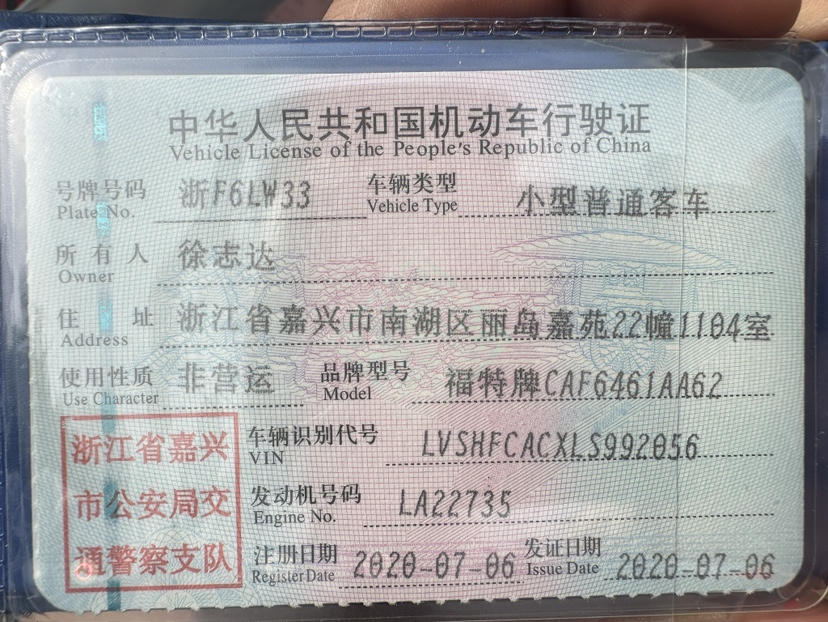 中华人民共和国机动车行驶证
Vehicle License of the People's Republic of China
号牌号码 浙F6LW33 车辆类型 小型普通客车
Plate No. Vehicle Type
所有人 徐志达
Owner
住址 浙江省嘉兴市南湖区丽岛嘉苑22幢1104室
Address
使用性质 非营运 品牌型号 福特牌CAF6461AA62
Use Character Model
浙江省嘉兴 车辆识别代号 LVSHFCACXLS992056
VIN
市公安局交 发动机号码 LA22735
Engine No.
通警察支队 注册日期 2020-07-06 发证日期 2020-07-06
Register Date Issue Date